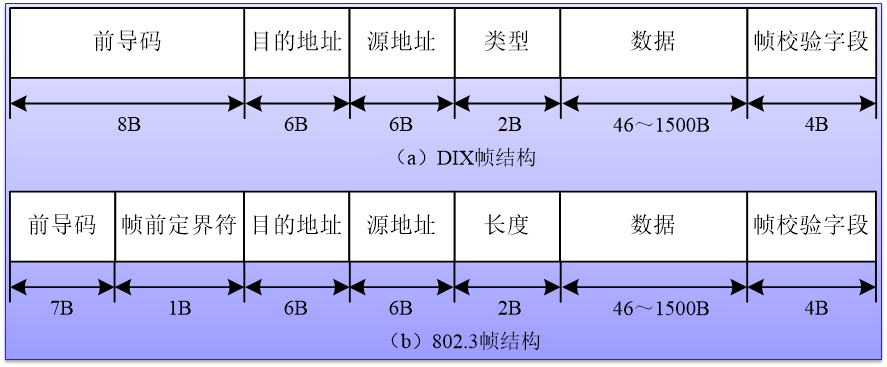 前导码 目的地址 源地址 类型 数据 帧校验字段
8B 6B 6B 2B 46～1500B 4B
（a）DIX帧结构
前导码 帧前定界符 目的地址 源地址 长度 数据 帧校验字段
7B 1B 6B 6B 2B 46～1500B 4B
（b）802.3帧结构